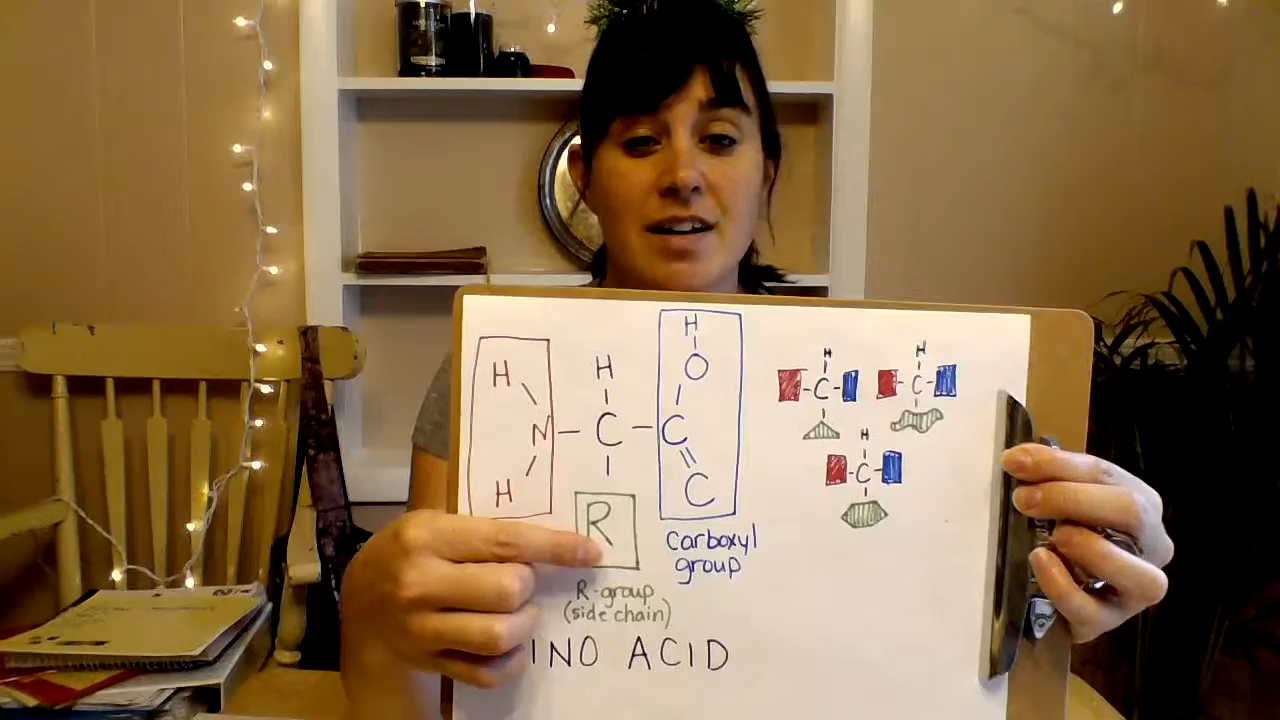 H
H
N
H
C
R
H
O
C
C
Carboxyl
group
R-group
(side chain)
INO ACID
H
C
H
C
H
C